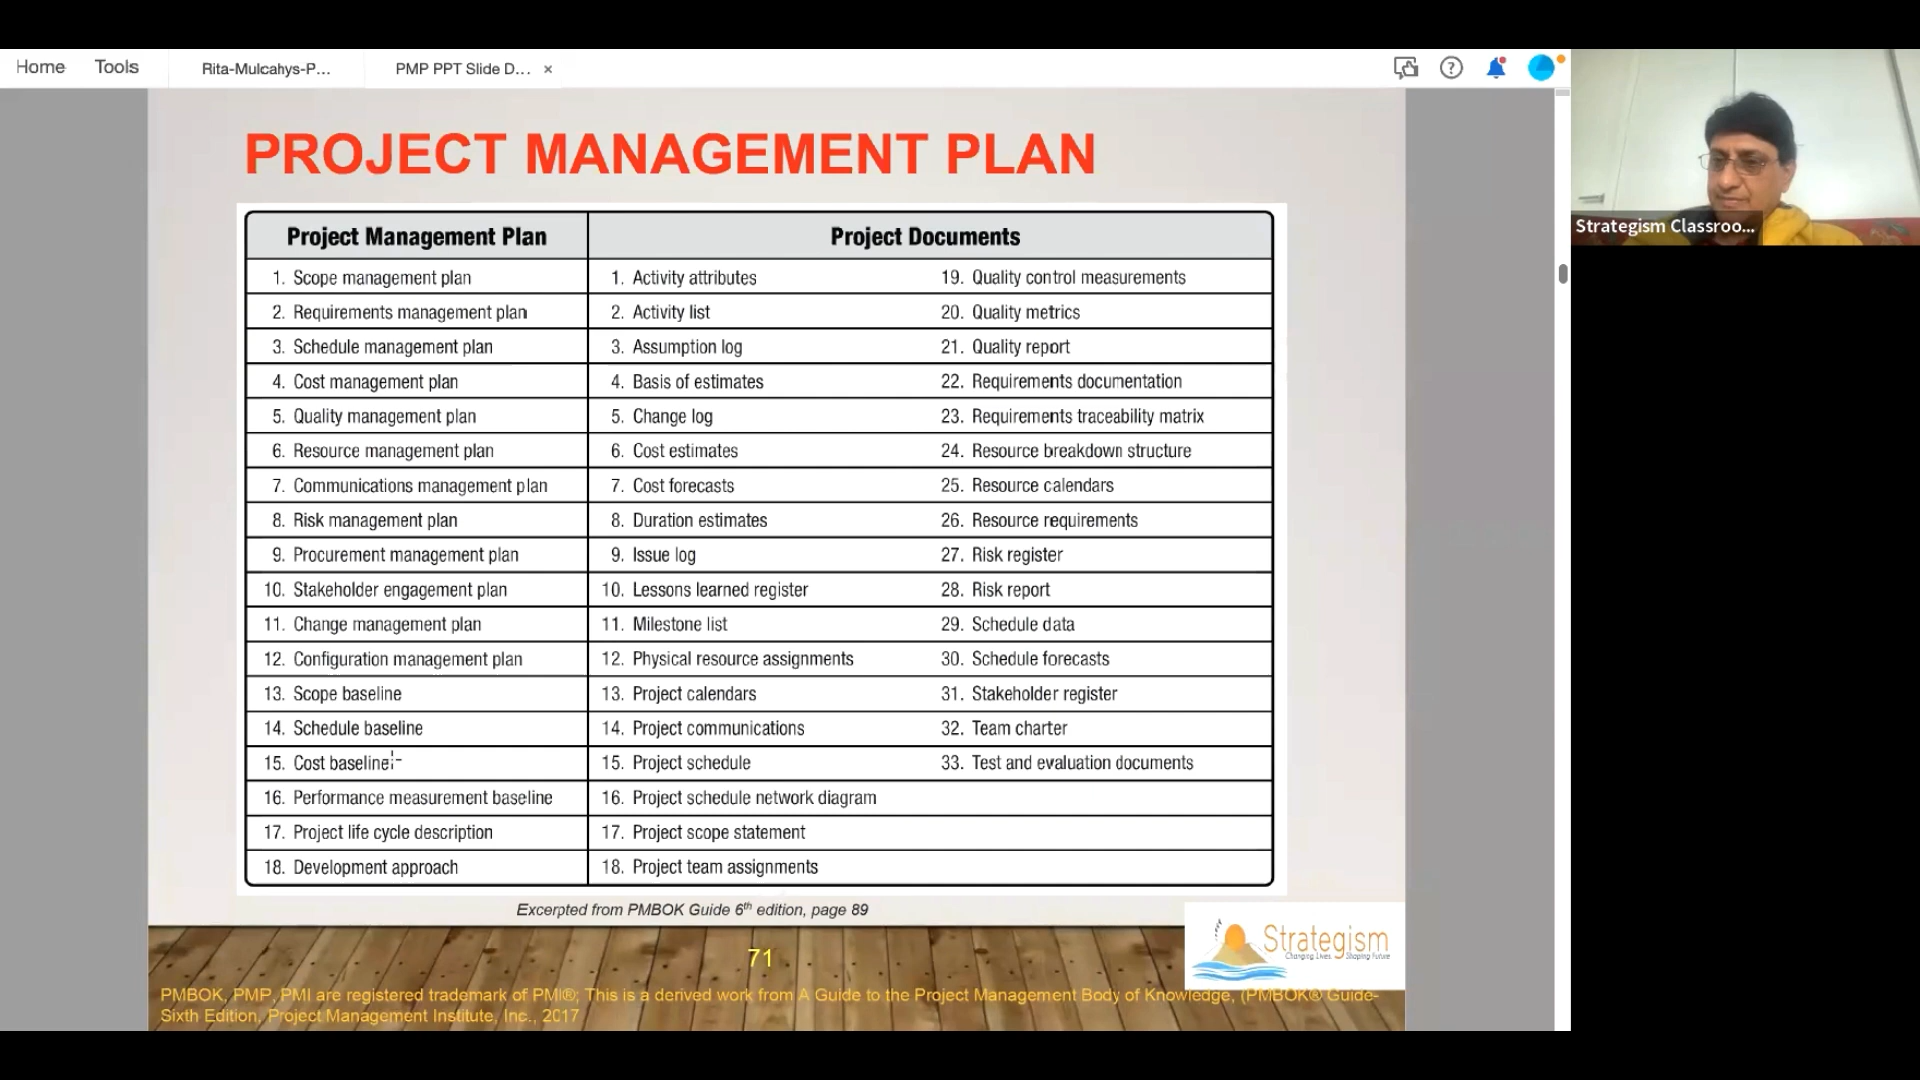 Home Tools Rita-Mulcahys-P... PMP PPT Slide D... ×
PROJECT MANAGEMENT PLAN
Strategism Classroo...
Project Management Plan Project Documents
1. Scope management plan 1. Activity attributes 19. Quality control measurements
2. Requirements management plan 2. Activity list 20. Quality metrics
3. Schedule management plan 3. Assumption log 21. Quality report
4. Cost management plan 4. Basis of estimates 22. Requirements documentation
5. Quality management plan 5. Change log 23. Requirements traceability matrix
6. Resource management plan 6. Cost estimates 24. Resource breakdown structure
7. Communications management plan 7. Cost forecasts 25. Resource calendars
8. Risk management plan 8. Duration estimates 26. Resource requirements
9. Procurement management plan 9. Issue log 27. Risk register
10. Stakeholder engagement plan 10. Lessons learned register 28. Risk report
11. Change management plan 11. Milestone list 29. Schedule data
12. Configuration management plan 12. Physical resource assignments 30. Schedule forecasts
13. Scope baseline 13. Project calendars 31. Stakeholder register
14. Schedule baseline 14. Project communications 32. Team charter
15. Cost baseline 15. Project schedule 33. Test and evaluation documents
16. Performance measurement baseline 16. Project schedule network diagram
17. Project life cycle description 17. Project scope statement
18. Development approach 18. Project team assignments
Excerpted from PMBOK Guide 6th edition, page 89
Strategism
Changing Lives. Shaping Future
71
PMBOK, PMP, PMI are registered trademark of PMI®; This is a derived work from A Guide to the Project Management Body of Knowledge, (PMBOK® Guide-
Sixth Edition, Project Management Institute, Inc., 2017